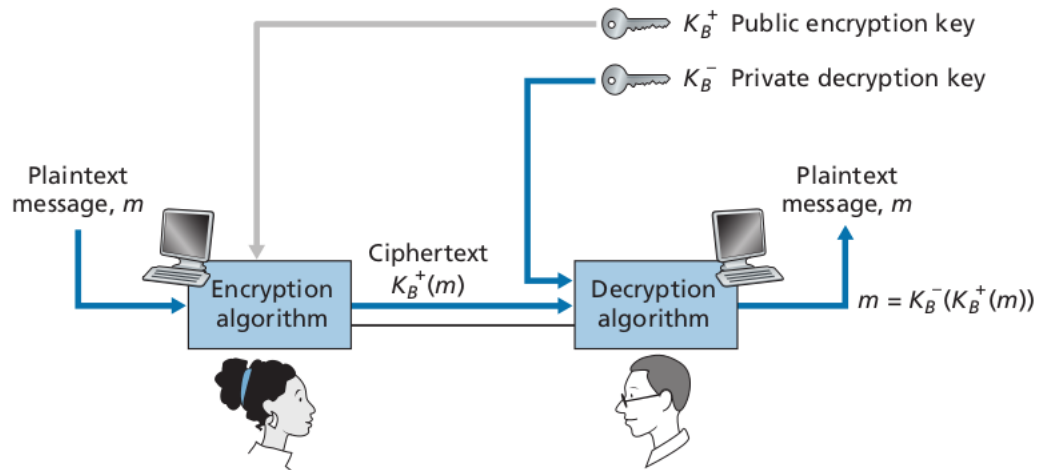 K_B^+ Public encryption key
K_B^− Private decryption key
Plaintext
message, m
Plaintext
message, m
Ciphertext
K_B^+(m)
Encryption
algorithm
Decryption
algorithm
m = K_B^−(K_B^+(m))